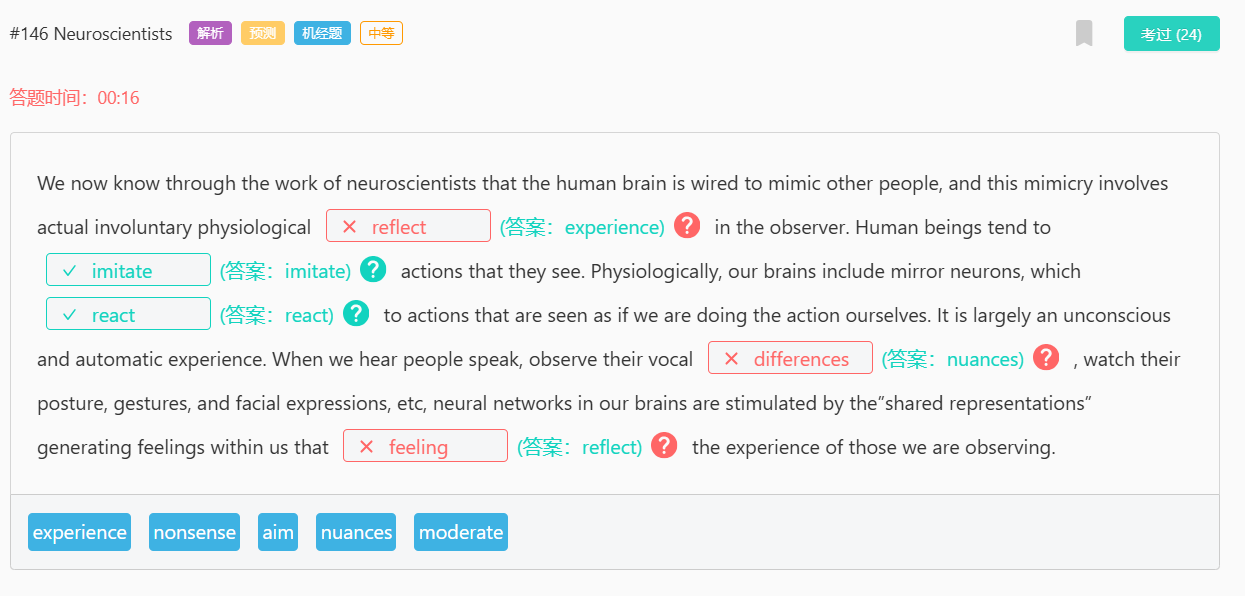 #146 Neuroscientists 解析 预测 机经题 中等 考过 (24)
答题时间：00:16
We now know through the work of neuroscientists that the human brain is wired to mimic other people, and this mimicry involves
actual involuntary physiological × reflect (答案：experience) ? in the observer. Human beings tend to
✓ imitate (答案：imitate) ? actions that they see. Physiologically, our brains include mirror neurons, which
✓ react (答案：react) ? to actions that are seen as if we are doing the action ourselves. It is largely an unconscious
and automatic experience. When we hear people speak, observe their vocal × differences (答案：nuances) ? , watch their
posture, gestures, and facial expressions, etc, neural networks in our brains are stimulated by the“shared representations”
generating feelings within us that × feeling (答案：reflect) ? the experience of those we are observing.
experience nonsense aim nuances moderate